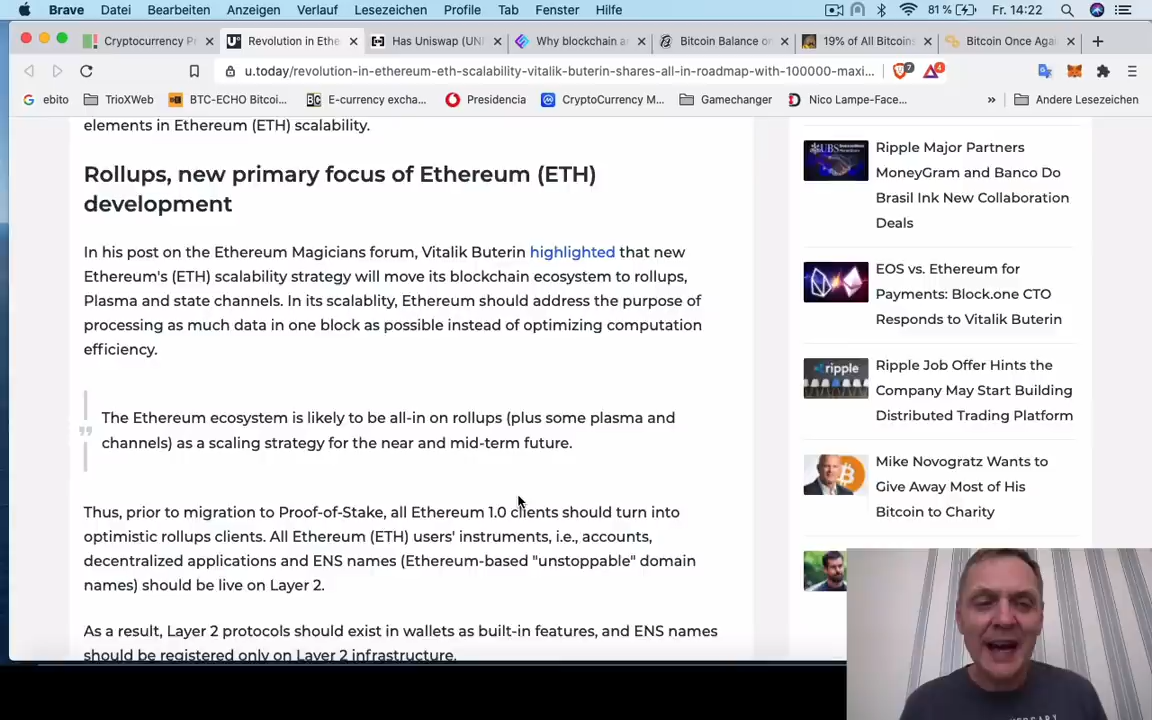 Brave Datei Bearbeiten Anzeigen Verlauf Lesezeichen Profile Tab Fenster Hilfe 81 % Fr. 14:22
Cryptocurrency P
Revolution in Ethe
Has Uniswap (UNI
Why blockchain a
Bitcoin Balance o
19% of All Bitcoin
Bitcoin Once Aga
u.today/revolution-in-ethereum-eth-scalability-vitalik-buterin-shares-all-in-roadmap-with-100000-maxi...
7
4
ebito
TrioXWeb
BTC-ECHO Bitcoi...
E-currency excha...
Presidencia
CryptoCurrency M...
Gamechanger
Nico Lampe-Face...
»
Andere Lesezeichen
elements in Ethereum (ETH) scalability.
Rollups, new primary focus of Ethereum (ETH)
development
In his post on the Ethereum Magicians forum, Vitalik Buterin highlighted that new
Ethereum's (ETH) scalability strategy will move its blockchain ecosystem to rollups,
Plasma and state channels. In its scalablity, Ethereum should address the purpose of
processing as much data in one block as possible instead of optimizing computation
efficiency.
The Ethereum ecosystem is likely to be all-in on rollups (plus some plasma and
channels) as a scaling strategy for the near and mid-term future.
Thus, prior to migration to Proof-of-Stake, all Ethereum 1.0 clients should turn into
optimistic rollups clients. All Ethereum (ETH) users' instruments, i.e., accounts,
decentralized applications and ENS names (Ethereum-based "unstoppable" domain
names) should be live on Layer 2.
As a result, Layer 2 protocols should exist in wallets as built-in features, and ENS names
should be registered only on Layer 2 infrastructure.
UBS
Ripple Major Partners
MoneyGram and Banco Do
Brasil Ink New Collaboration
Deals
EOS vs. Ethereum for
Payments: Block.one CTO
Responds to Vitalik Buterin
ripple
Ripple Job Offer Hints the
Company May Start Building
Distributed Trading Platform
Mike Novogratz Wants to
Give Away Most of His
Bitcoin to Charity